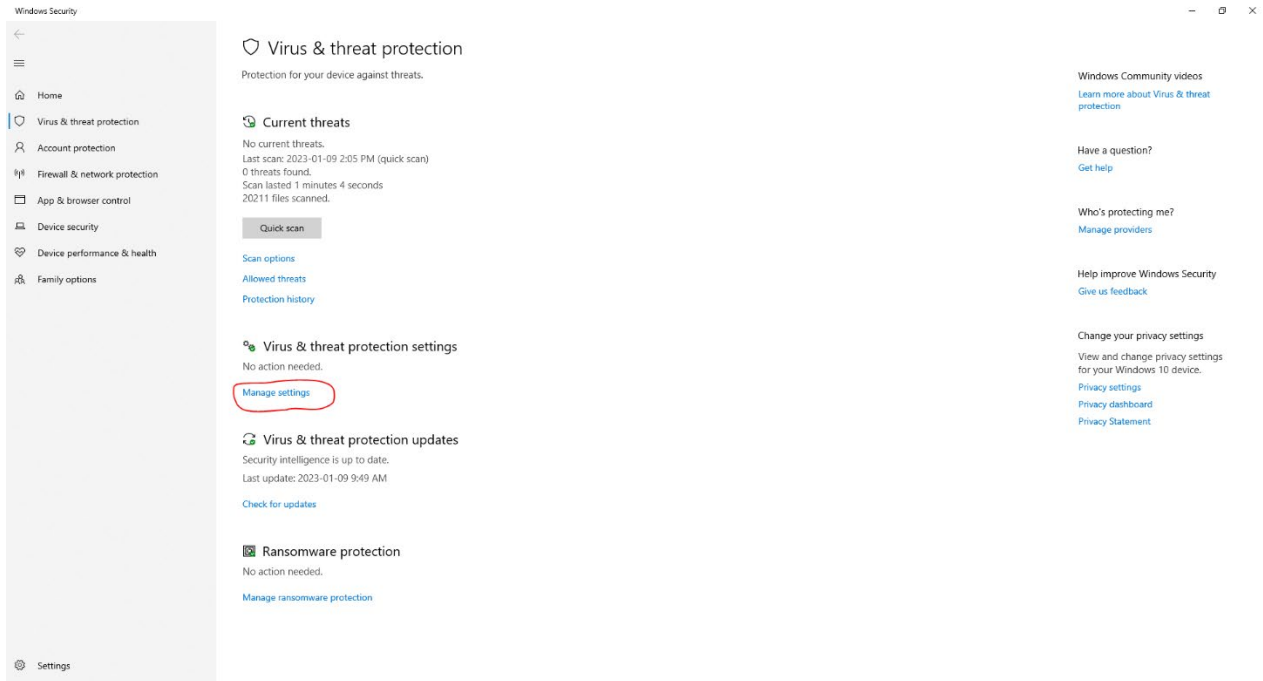 Windows Security
Home
Virus & threat protection
Account protection
Firewall & network protection
App & browser control
Device security
Device performance & health
Family options
Settings
Virus & threat protection
Protection for your device against threats.
Current threats
No current threats.
Last scan: 2023-01-09 2:05 PM (quick scan)
0 threats found.
Scan lasted 1 minutes 4 seconds
20211 files scanned.
Quick scan
Scan options
Allowed threats
Protection history
Virus & threat protection settings
No action needed.
Manage settings
Virus & threat protection updates
Security intelligence is up to date.
Last update: 2023-01-09 9:49 AM
Check for updates
Ransomware protection
No action needed.
Manage ransomware protection
Windows Community videos
Learn more about Virus & threat
protection
Have a question?
Get help
Who's protecting me?
Manage providers
Help improve Windows Security
Give us feedback
Change your privacy settings
View and change privacy settings
for your Windows 10 device.
Privacy settings
Privacy dashboard
Privacy Statement